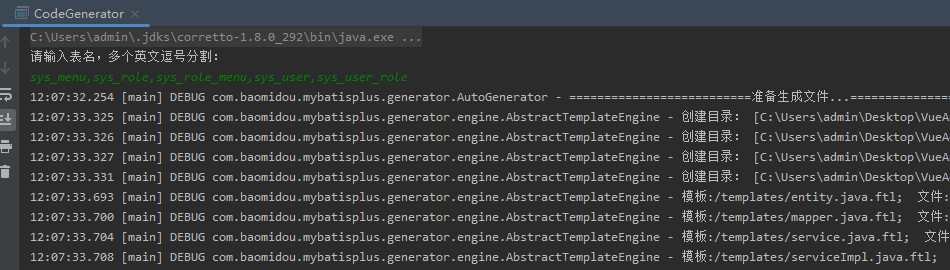 CodeGenerator
C:\Users\admin\.jdks\corretto-1.8.0_292\bin\java.exe ...
请输入表名，多个英文逗号分割：
sys_menu,sys_role,sys_role_menu,sys_user,sys_user_role
12:07:32.254 [main] DEBUG com.baomidou.mybatisplus.generator.AutoGenerator - ==========================准备生成文件...===============
12:07:33.325 [main] DEBUG com.baomidou.mybatisplus.generator.engine.AbstractTemplateEngine - 创建目录： [C:\Users\admin\Desktop\VueA
12:07:33.326 [main] DEBUG com.baomidou.mybatisplus.generator.engine.AbstractTemplateEngine - 创建目录： [C:\Users\admin\Desktop\VueA
12:07:33.327 [main] DEBUG com.baomidou.mybatisplus.generator.engine.AbstractTemplateEngine - 创建目录： [C:\Users\admin\Desktop\VueA
12:07:33.331 [main] DEBUG com.baomidou.mybatisplus.generator.engine.AbstractTemplateEngine - 创建目录： [C:\Users\admin\Desktop\VueA
12:07:33.693 [main] DEBUG com.baomidou.mybatisplus.generator.engine.AbstractTemplateEngine - 模板:/templates/entity.java.ftl;  文件:
12:07:33.700 [main] DEBUG com.baomidou.mybatisplus.generator.engine.AbstractTemplateEngine - 模板:/templates/mapper.java.ftl;  文件:
12:07:33.704 [main] DEBUG com.baomidou.mybatisplus.generator.engine.AbstractTemplateEngine - 模板:/templates/service.java.ftl;  文件
12:07:33.708 [main] DEBUG com.baomidou.mybatisplus.generator.engine.AbstractTemplateEngine - 模板:/templates/serviceImpl.java.ftl;